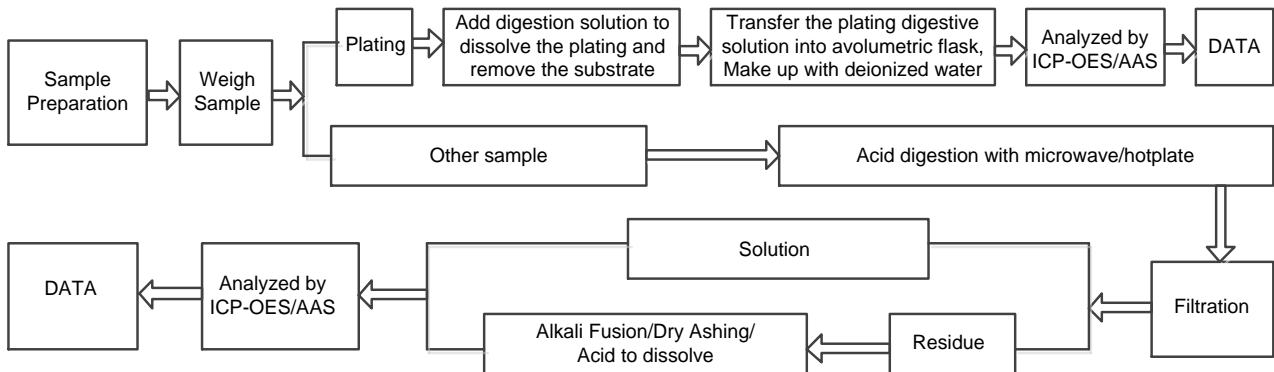 Sample
Preparation
Weigh
Sample
Plating
Add digestion solution to
dissolve the plating and
remove the substrate
Transfer the plating digestive
solution into avolumetric flask,
Make up with deionized water
Analyzed by
ICP-OES/AAS
DATA
Other sample
Acid digestion with microwave/hotplate
Filtration
Solution
Residue
Alkali Fusion/Dry Ashing/
Acid to dissolve
Analyzed by
ICP-OES/AAS
DATA